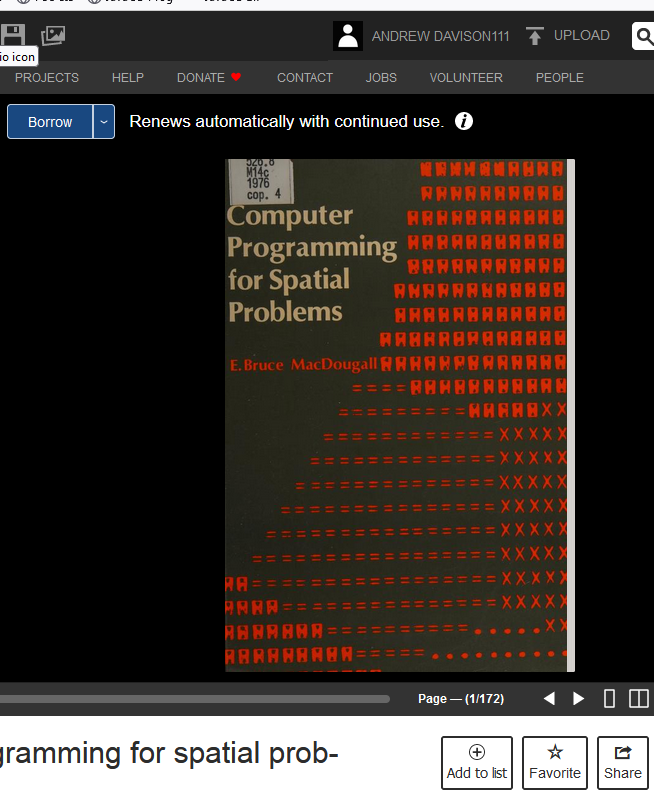 io icon
ANDREW DAVISON111
UPLOAD
PROJECTS HELP DONATE CONTACT JOBS VOLUNTEER PEOPLE
Borrow
Renews automatically with continued use.
526.8
M14c
1976
cop. 4
Computer
Programming
for Spatial
Problems
E. Bruce MacDougall
Page — (1/172)
gramming for spatial prob-
Add to list
Favorite
Share